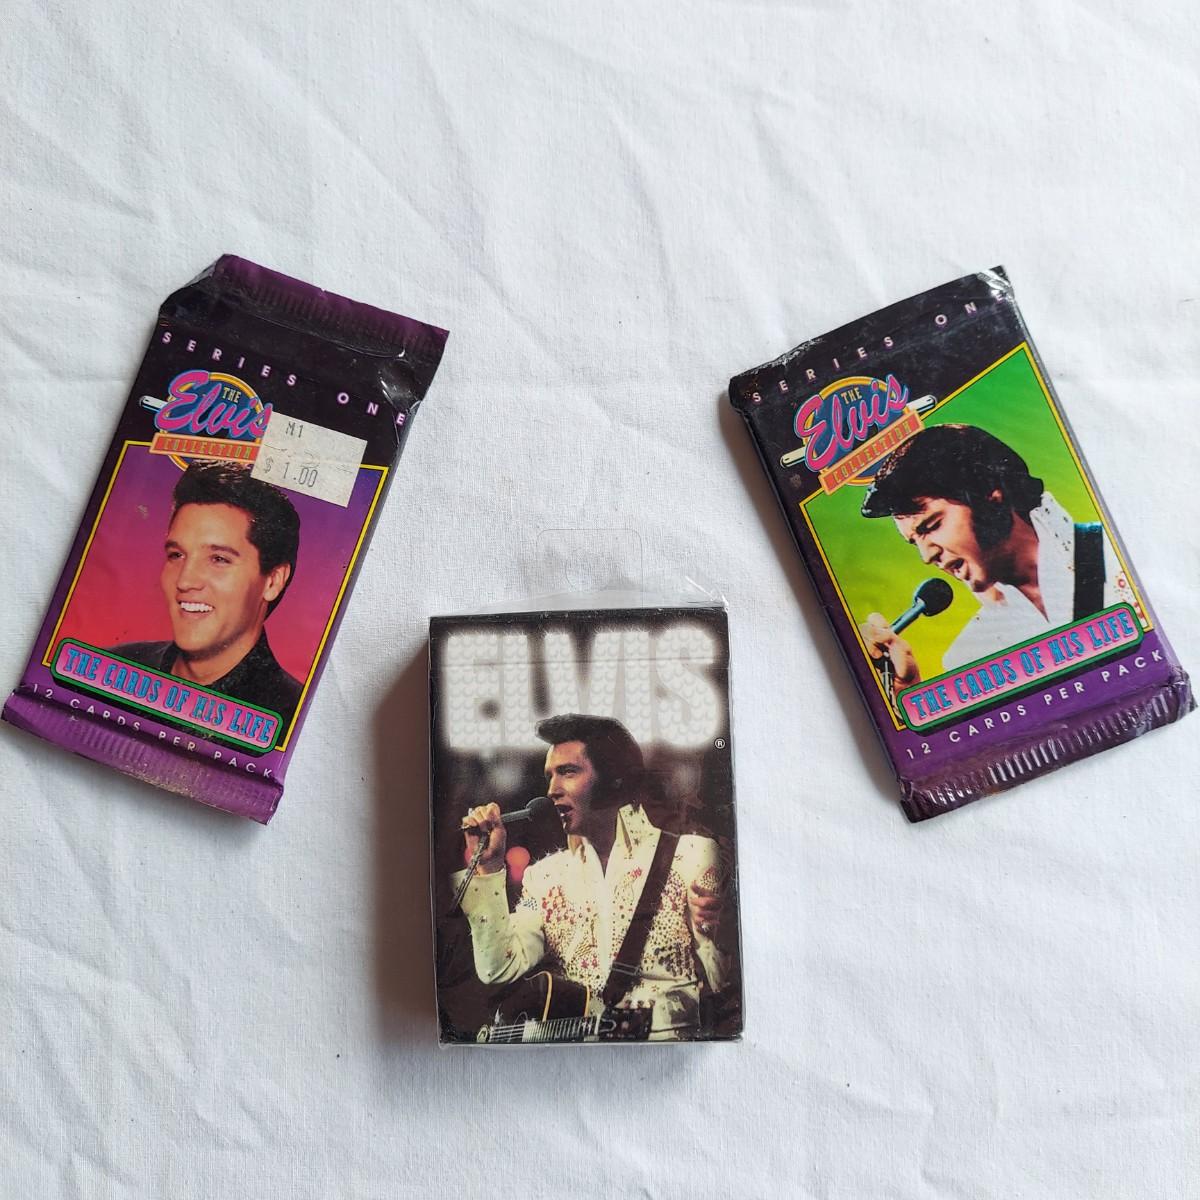 SERIES ONE
THE
Elvis
COLLECTION
M1
$ 1.00
THE CARDS OF HIS LIFE
12 CARDS PER PACK
ELVIS
®
SERIES ONE
THE
Elvis
COLLECTION
THE CARDS OF HIS LIFE
12 CARDS PER PACK